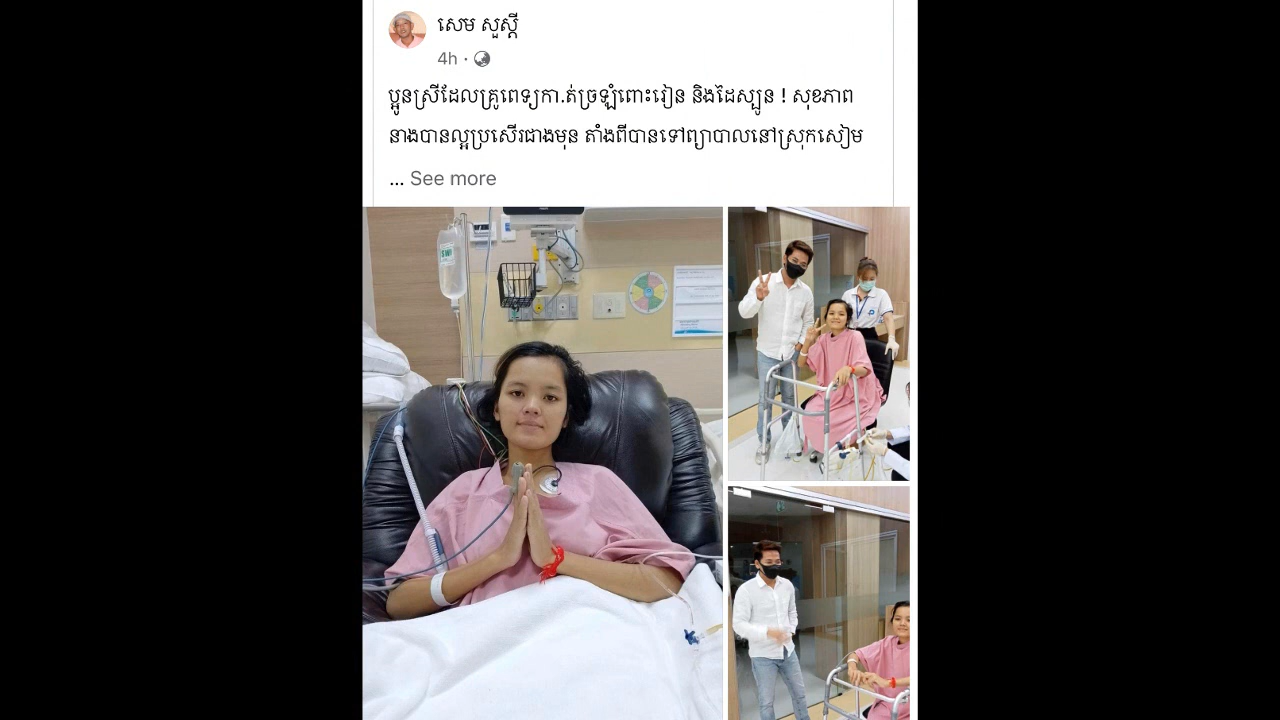 សេម សួស្តី
4h ·
ប្អូនស្រីដែលគ្រូពេទ្យកា.ត់ច្រឡំពោះវៀន និងដៃស្បូន ! សុខភាព
នាងបានល្អប្រសើរជាងមុន តាំងពីបានទៅព្យាបាលនៅស្រុកសៀម
... See more